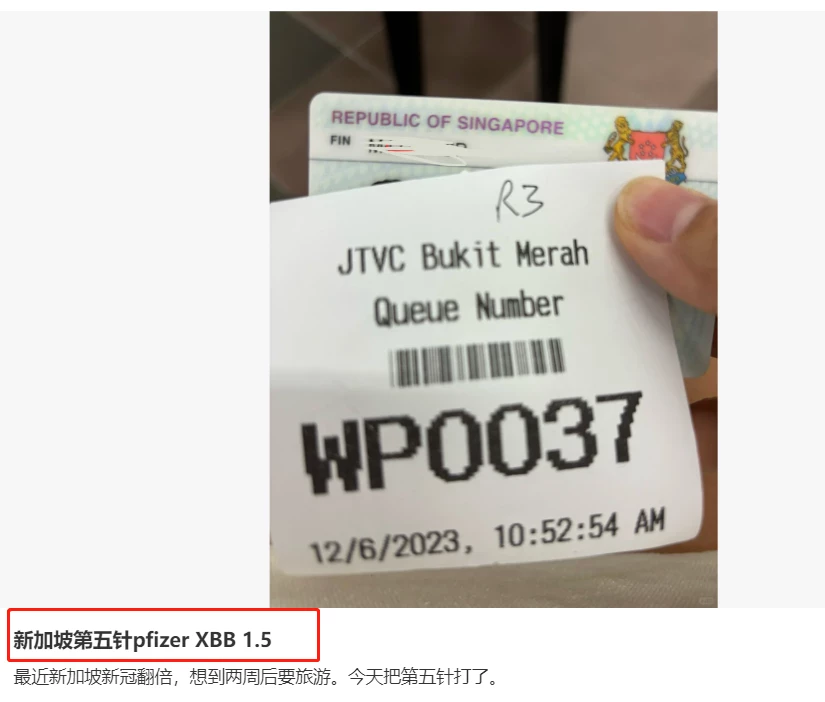 REPUBLIC OF SINGAPORE
FIN
R3
JTVC Bukit Merah
Queue Number
WP0037
12/6/2023, 10:52:54 AM
新加坡第五针pfizer XBB 1.5
最近新加坡新冠翻倍，想到两周后要旅游。今天把第五针打了。